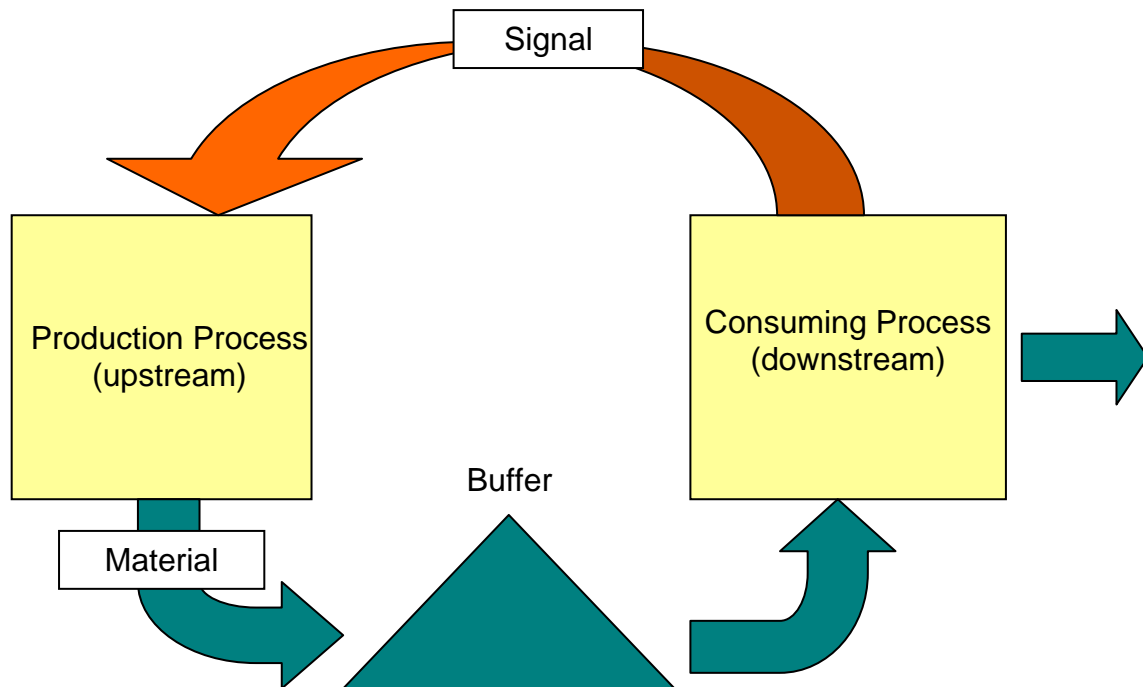 Signal
Production Process
(upstream)
Consuming Process
(downstream)
Buffer
Material